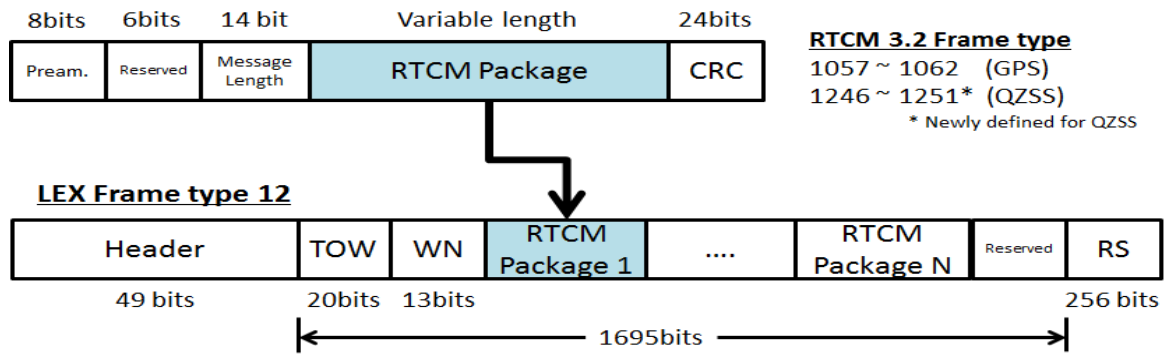 8bits 6bits 14 bit Variable length 24bits
Pream. Reserved Message Length RTCM Package CRC
RTCM 3.2 Frame type
1057 ~ 1062 (GPS)
1246 ~ 1251* (QZSS)
* Newly defined for QZSS
LEX Frame type 12
Header TOW WN RTCM Package 1 .... RTCM Package N Reserved RS
49 bits 20bits 13bits 256 bits
1695bits